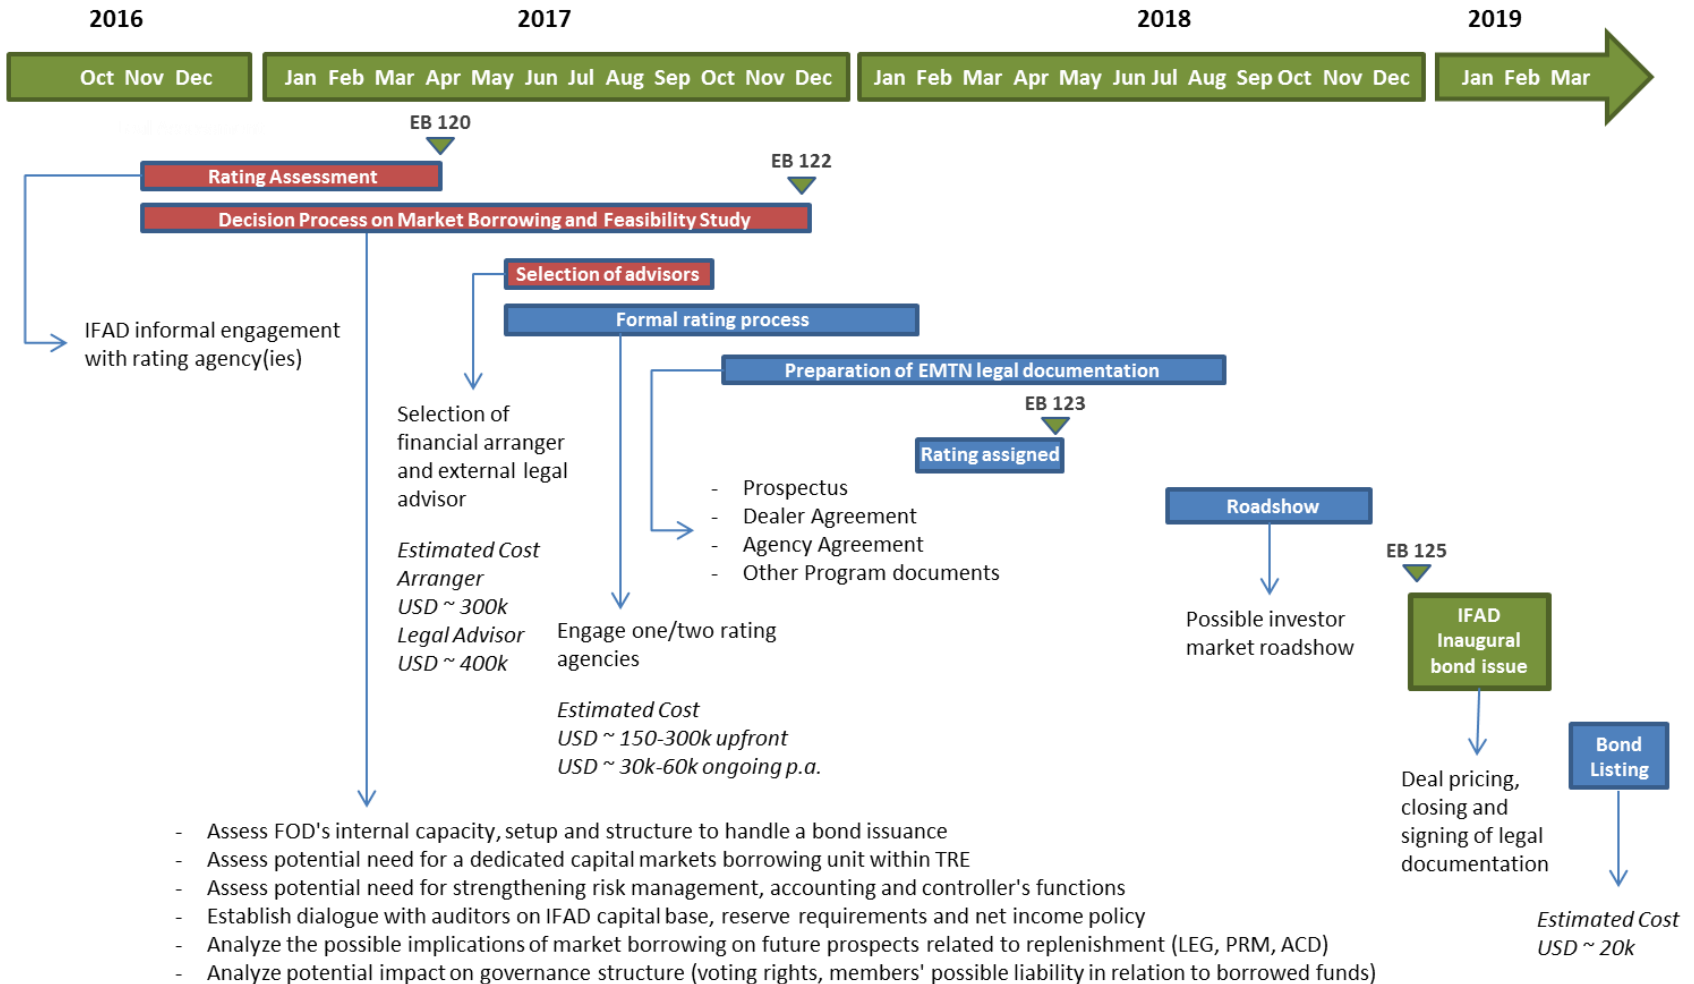 2016
2017
2018
2019
Oct Nov Dec
Jan Feb Mar Apr May Jun Jul Aug Sep Oct Nov Dec
Jan Feb Mar Apr May Jun Jul Aug Sep Oct Nov Dec
Jan Feb Mar
EB 120
EB 122
Rating Assessment
Decision Process on Market Borrowing and Feasibility Study
Selection of advisors
Formal rating process
IFAD informal engagement
with rating agency(ies)
Preparation of EMTN legal documentation
EB 123
Rating assigned
Selection of
financial arranger
and external legal
advisor
Estimated Cost
Arranger
USD ~ 300k
Legal Advisor
USD ~ 400k
- Prospectus
- Dealer Agreement
- Agency Agreement
- Other Program documents
Roadshow
EB 125
Engage one/two rating
agencies
Estimated Cost
USD ~ 150-300k upfront
USD ~ 30k-60k ongoing p.a.
Possible investor
market roadshow
IFAD
Inaugural
bond issue
Bond
Listing
Deal pricing,
closing and
signing of legal
documentation
Estimated Cost
USD ~ 20k
- Assess FOD's internal capacity, setup and structure to handle a bond issuance
- Assess potential need for a dedicated capital markets borrowing unit within TRE
- Assess potential need for strengthening risk management, accounting and controller's functions
- Establish dialogue with auditors on IFAD capital base, reserve requirements and net income policy
- Analyze the possible implications of market borrowing on future prospects related to replenishment (LEG, PRM, ACD)
- Analyze potential impact on governance structure (voting rights, members' possible liability in relation to borrowed funds)